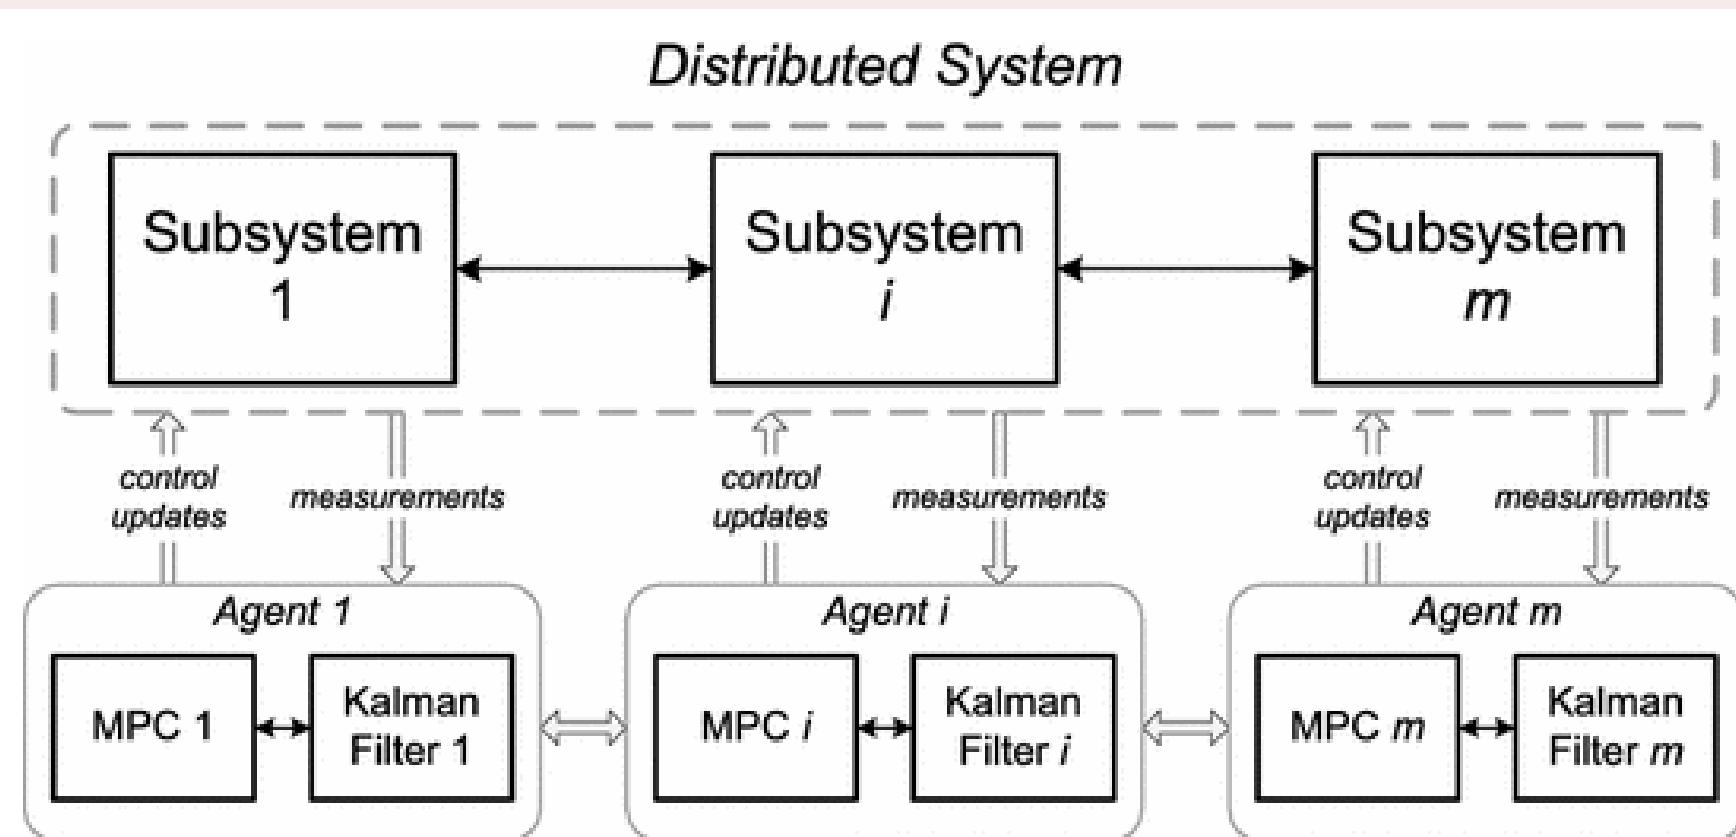 Distributed System
Subsystem
1
Subsystem
i
Subsystem
m
control
updates
measurements
control
updates
measurements
control
updates
measurements
Agent 1
MPC 1
Kalman
Filter 1
Agent i
MPC i
Kalman
Filter i
Agent m
MPC m
Kalman
Filter m